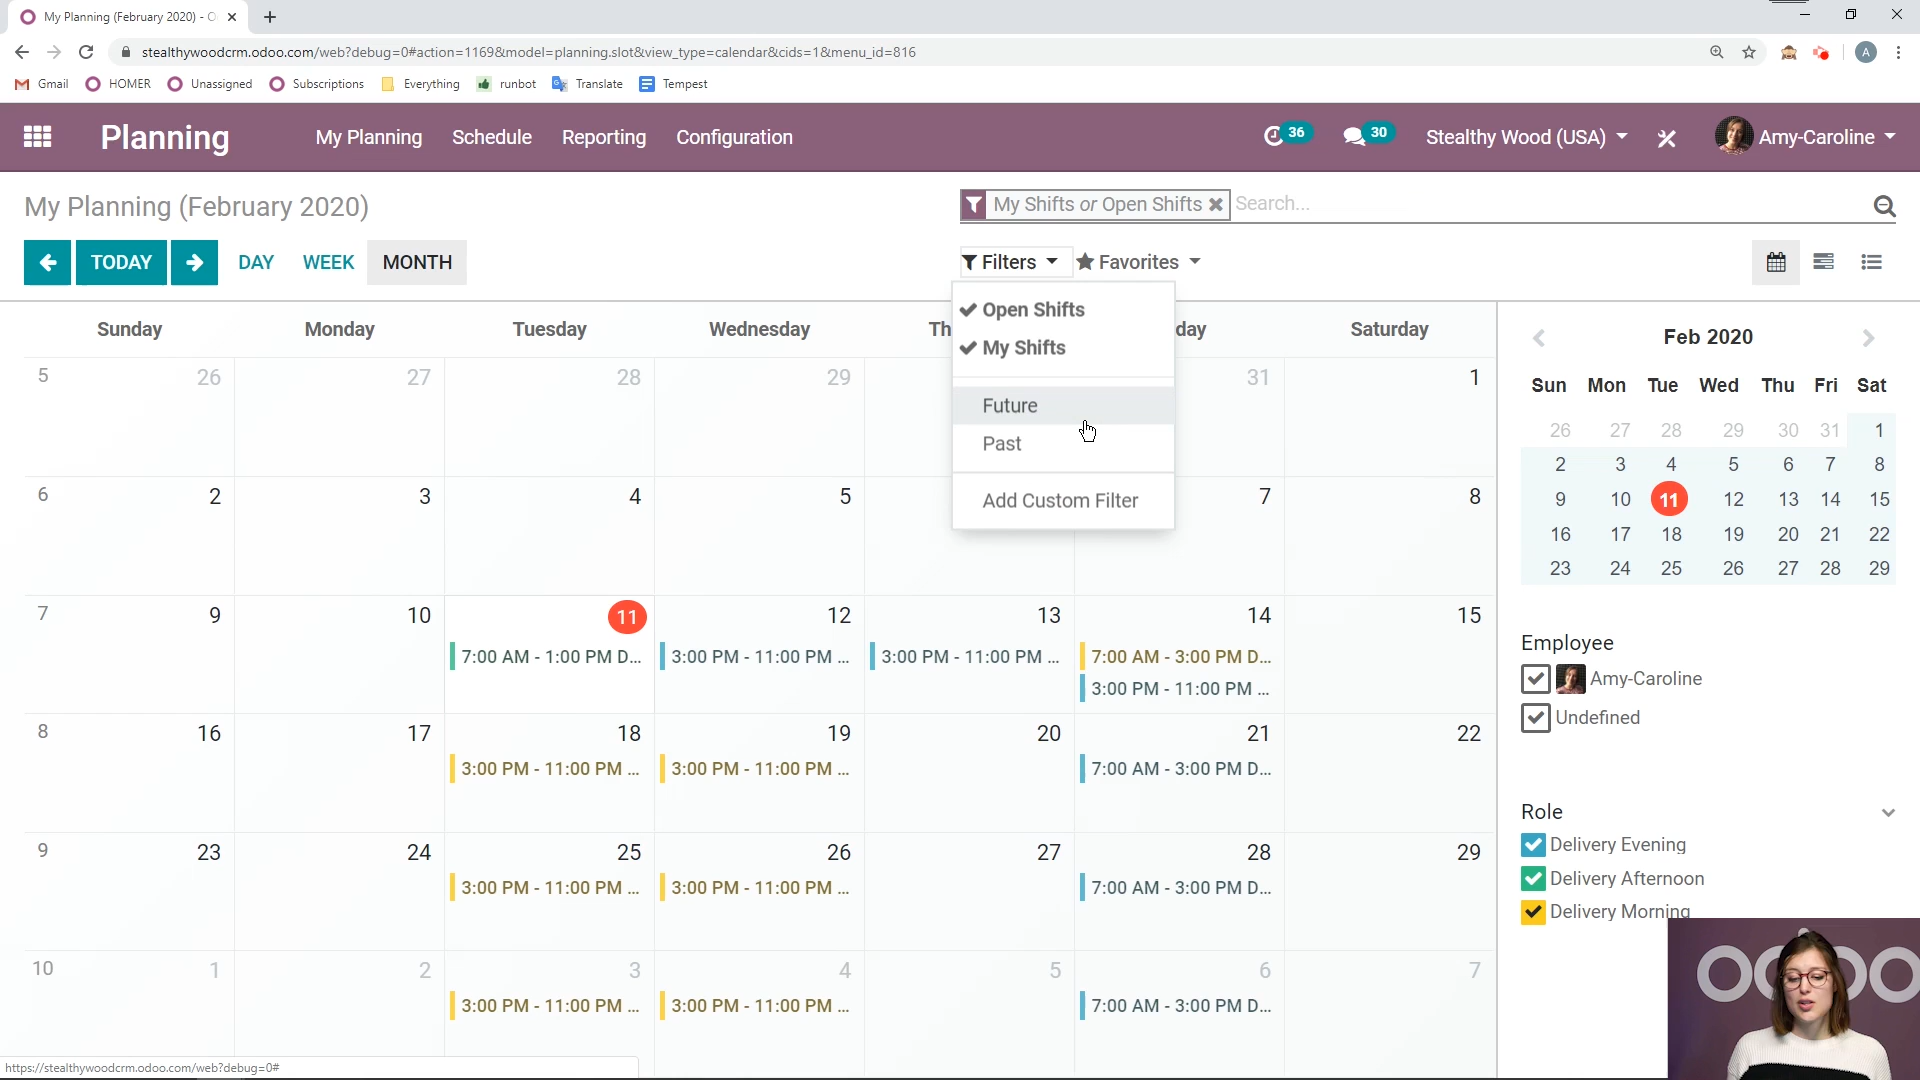 My Planning (February 2020) - O
stealthywoodcrm.odoo.com/web?debug=0#action=1169&model=planning.slot&view_type=calendar&cids=1&menu_id=816
A
Gmail HOMER Unassigned Subscriptions Everything runbot Translate Tempest
Planning My Planning Schedule Reporting Configuration 36 30 Stealthy Wood (USA) Amy-Caroline
My Planning (February 2020)
My Shifts or Open Shifts Search...
TODAY DAY WEEK MONTH
Filters Favorites
Open Shifts
My Shifts
Future
Past
Add Custom Filter
Sunday Monday Tuesday Wednesday Th day Saturday
5 26 27 28 29 31 1
6 2 3 4 5 7 8
7 9 10 11 12 13 14 15
7:00 AM - 1:00 PM D... 3:00 PM - 11:00 PM ... 3:00 PM - 11:00 PM ... 7:00 AM - 3:00 PM D...
3:00 PM - 11:00 PM ...
8 16 17 18 19 20 21 22
3:00 PM - 11:00 PM ... 3:00 PM - 11:00 PM ... 7:00 AM - 3:00 PM D...
9 23 24 25 26 27 28 29
3:00 PM - 11:00 PM ... 3:00 PM - 11:00 PM ... 7:00 AM - 3:00 PM D...
10 1 2 3 4 5 6 7
3:00 PM - 11:00 PM ... 3:00 PM - 11:00 PM ... 7:00 AM - 3:00 PM D...
Feb 2020
Sun Mon Tue Wed Thu Fri Sat
26 27 28 29 30 31 1
2 3 4 5 6 7 8
9 10 11 12 13 14 15
16 17 18 19 20 21 22
23 24 25 26 27 28 29
Employee
Amy-Caroline
Undefined
Role
Delivery Evening
Delivery Afternoon
Delivery Morning
odoo
https://stealthywoodcrm.odoo.com/web?debug=0#